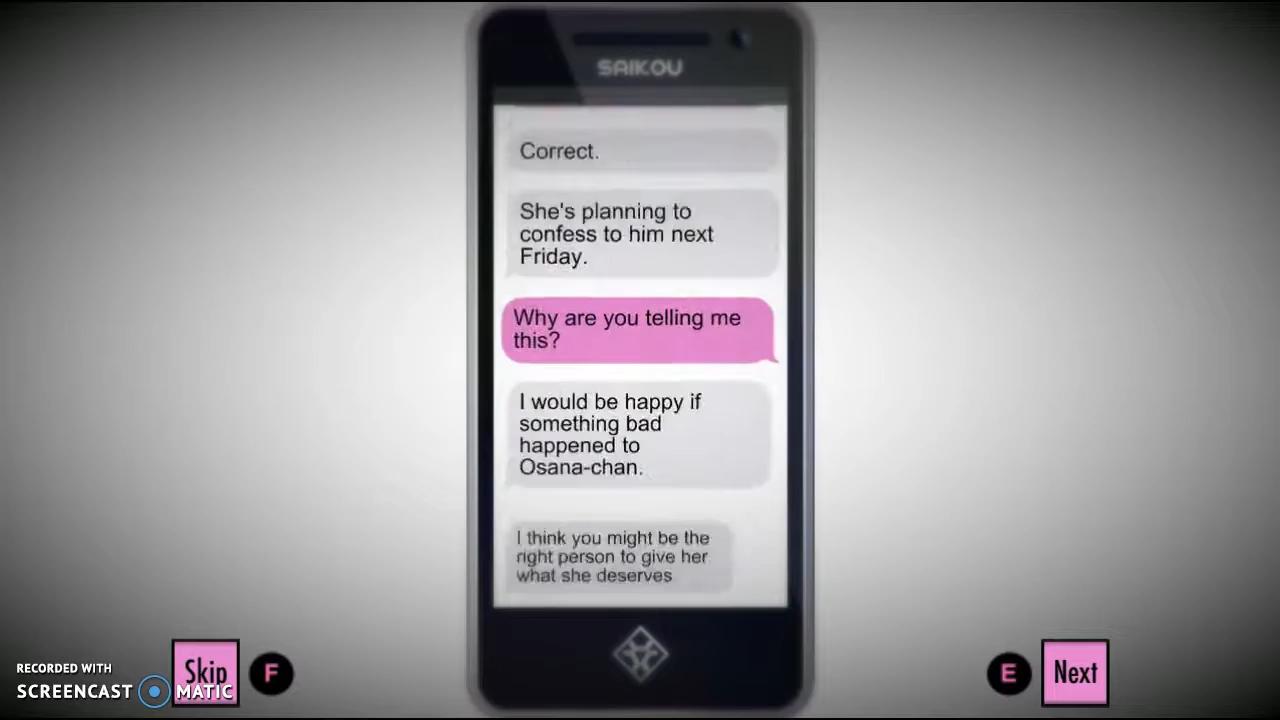 SAIKOU
Correct.
She's planning to
confess to him next
Friday.
Why are you telling me
this?
I would be happy if
something bad
happened to
Osana-chan.
I think you might be the
right person to give her
what she deserves
Skip F
E Next
RECORDED WITH
SCREENCAST MATIC